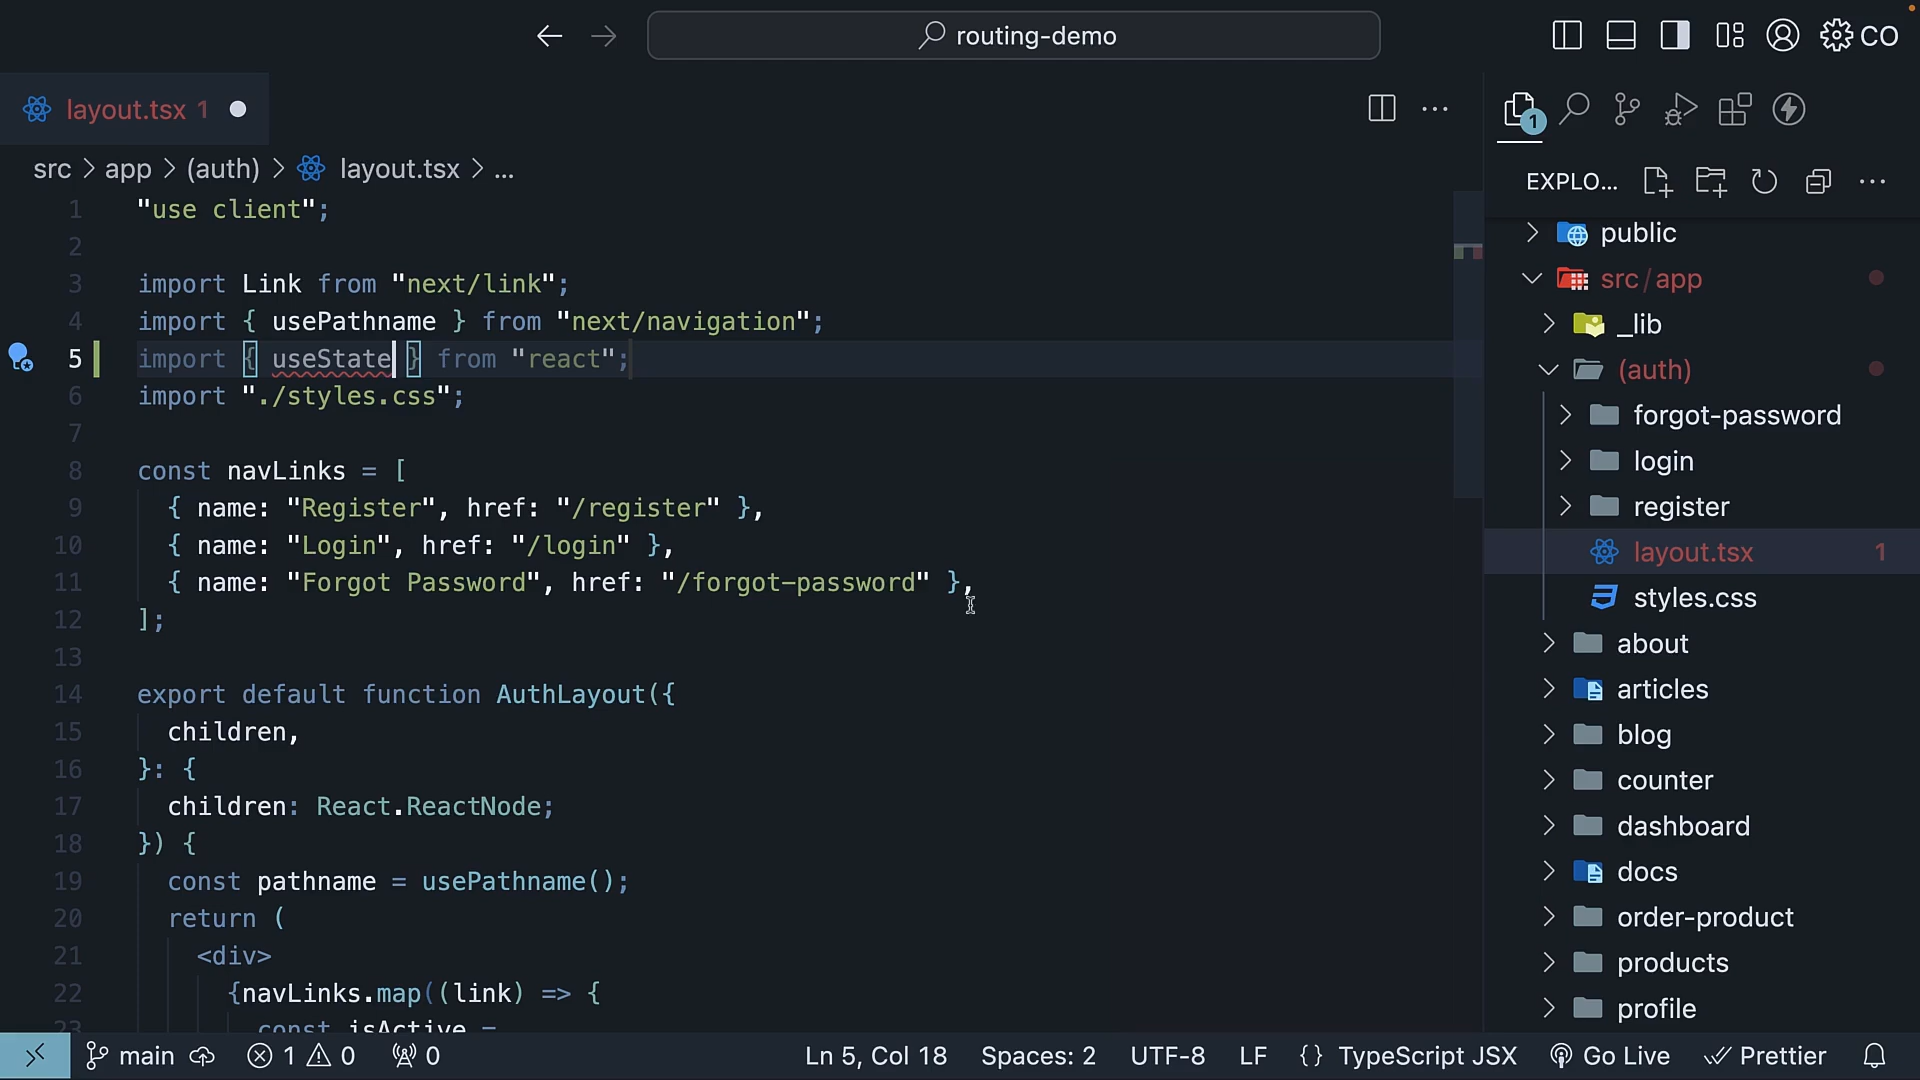 routing-demo
CO
layout.tsx 1
src > app > (auth) > layout.tsx > ...
1 "use client";
2
3 import Link from "next/link";
4 import { usePathname } from "next/navigation";
5 import { useState } from "react";
6 import "./styles.css";
7
8 const navLinks = [
9 { name: "Register", href: "/register" },
10 { name: "Login", href: "/login" },
11 { name: "Forgot Password", href: "/forgot-password" },
12 ];
13
14 export default function AuthLayout({
15 children,
16 }: {
17 children: React.ReactNode;
18 }) {
19 const pathname = usePathname();
20 return (
21 <div>
22 {navLinks.map((link) => {
23 const isActive =
1
EXPLO...
public
src/app
_lib
(auth)
forgot-password
login
register
layout.tsx 1
styles.css
about
articles
blog
counter
dashboard
docs
order-product
products
profile
main 1 0 0 Ln 5, Col 18 Spaces: 2 UTF-8 LF {} TypeScript JSX Go Live Prettier